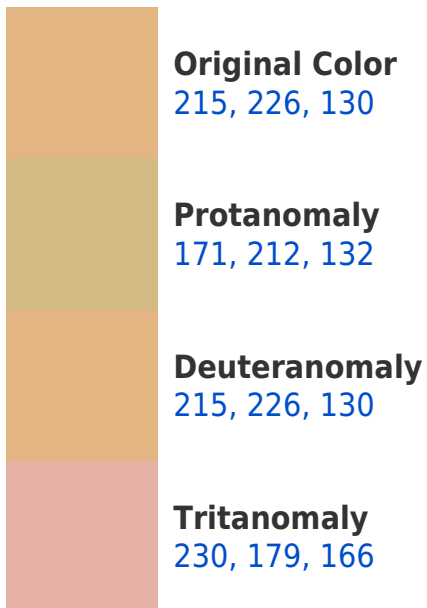 Original Color
215, 226, 130
Protanomaly
171, 212, 132
Deuteranomaly
215, 226, 130
Tritanomaly
230, 179, 166